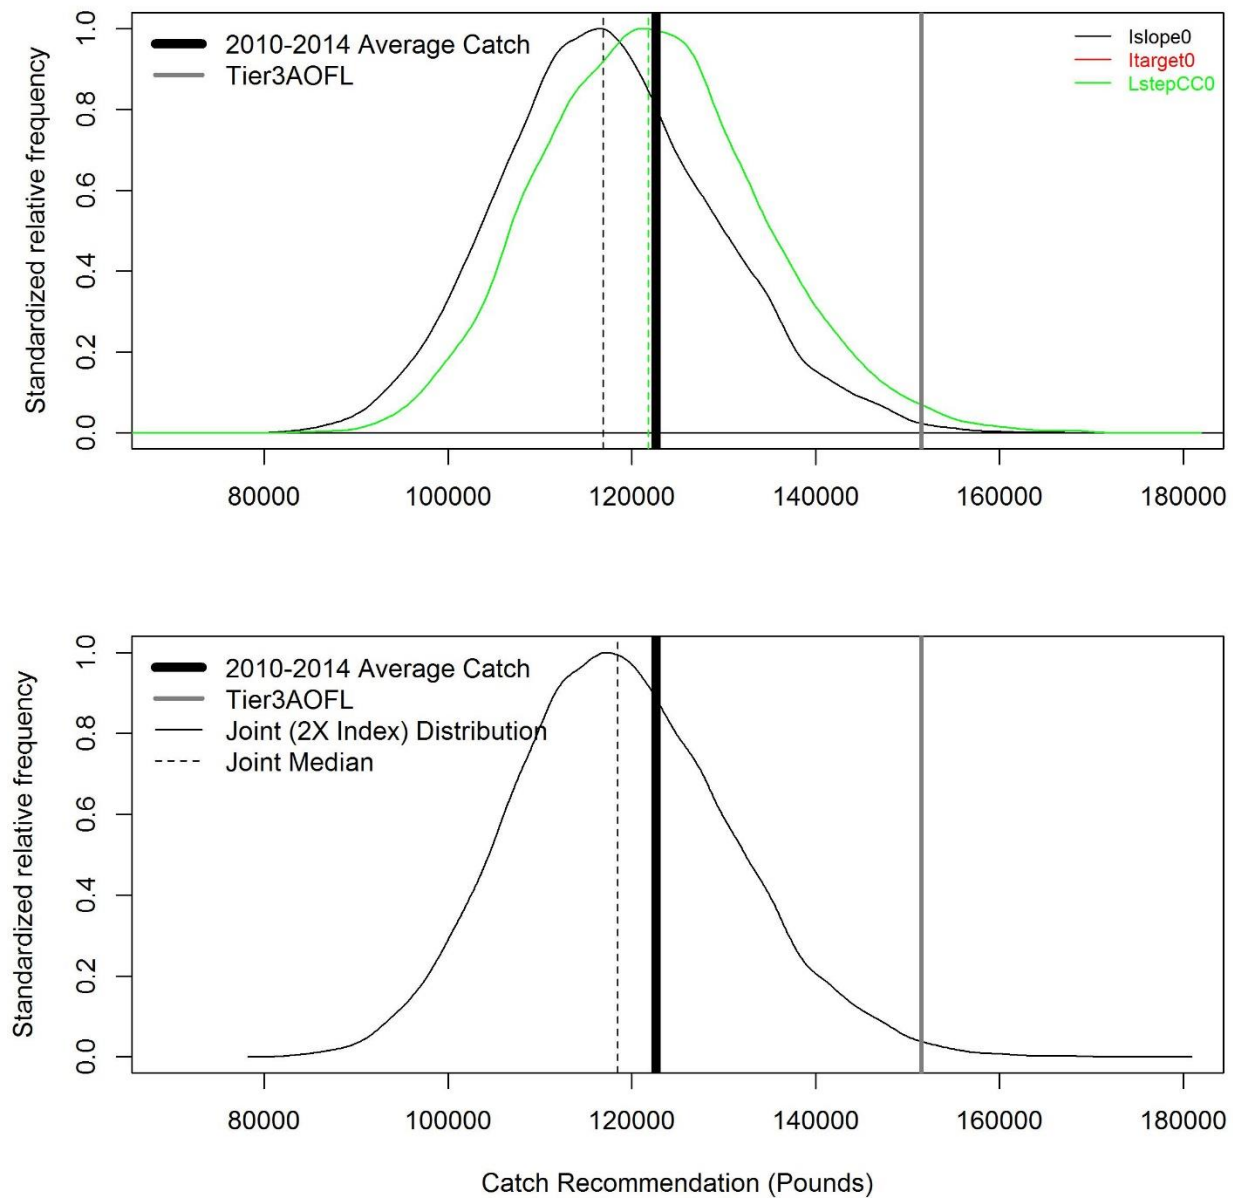 2010-2014 Average Catch
Tier3AOFL
Islope0
Itarget0
LstepCC0
Standardized relative frequency
1.0
0.8
0.6
0.4
0.2
0.0
80000 100000 120000 140000 160000 180000
2010-2014 Average Catch
Tier3AOFL
Joint (2X Index) Distribution
Joint Median
Standardized relative frequency
1.0
0.8
0.6
0.4
0.2
0.0
80000 100000 120000 140000 160000 180000
Catch Recommendation (Pounds)